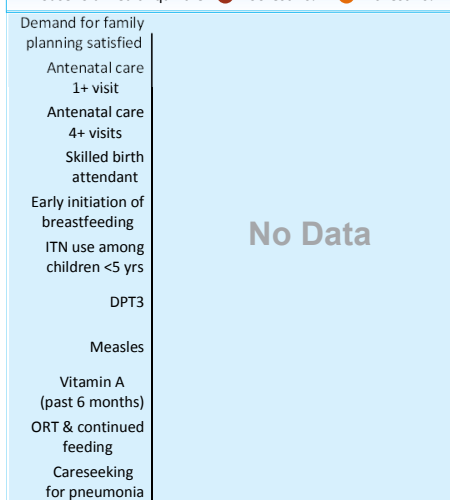 Demand for family
planning satisfied
Antenatal care
1+ visit
Antenatal care
4+ visits
Skilled birth
attendant
Early initiation of
breastfeeding
ITN use among
children <5 yrs
No Data
DPT3
Measles
Vitamin A
(past 6 months)
ORT & continued
feeding
Careseeking
for pneumonia